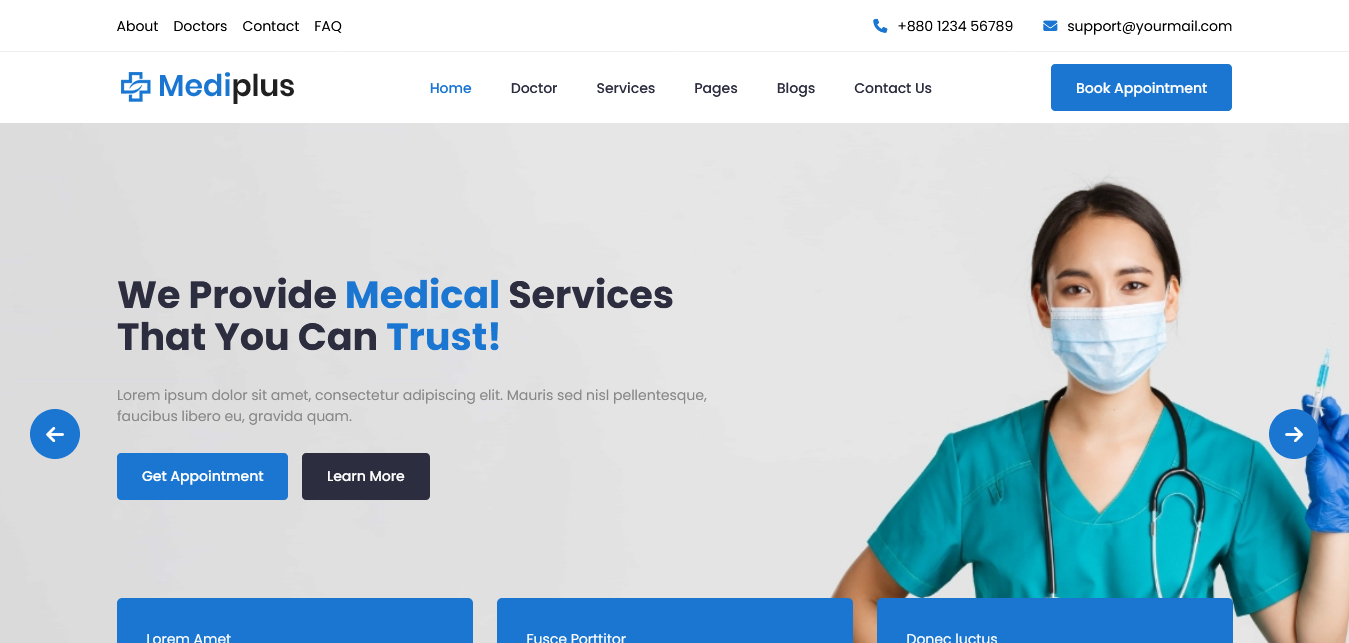 About Doctors Contact FAQ
+880 1234 56789 support@yourmail.com
Mediplus
Home Doctor Services Pages Blogs Contact Us
Book Appointment
We Provide Medical Services
That You Can Trust!
Lorem ipsum dolor sit amet, consectetur adipiscing elit. Mauris sed nisl pellentesque,
faucibus libero eu, gravida quam.
Get Appointment Learn More
Lorem Amet
Fusce Porttitor
Donec luctus